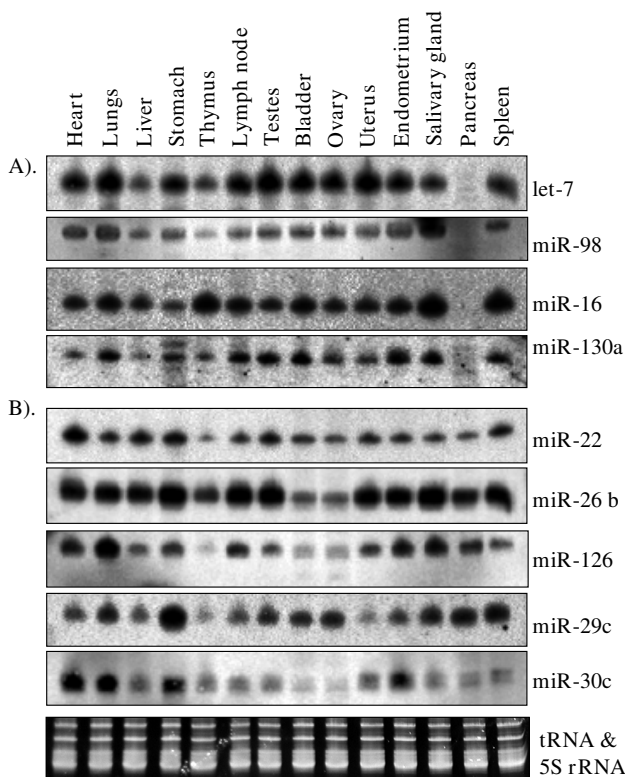 Heart
Lungs
Liver
Stomach
Thymus
Lymph node
Testes
Bladder
Ovary
Uterus
Endometrium
Salivary gland
Pancreas
Spleen
A).
let-7
miR-98
miR-16
miR-130a
B).
miR-22
miR-26 b
miR-126
miR-29c
miR-30c
tRNA &
5S rRNA